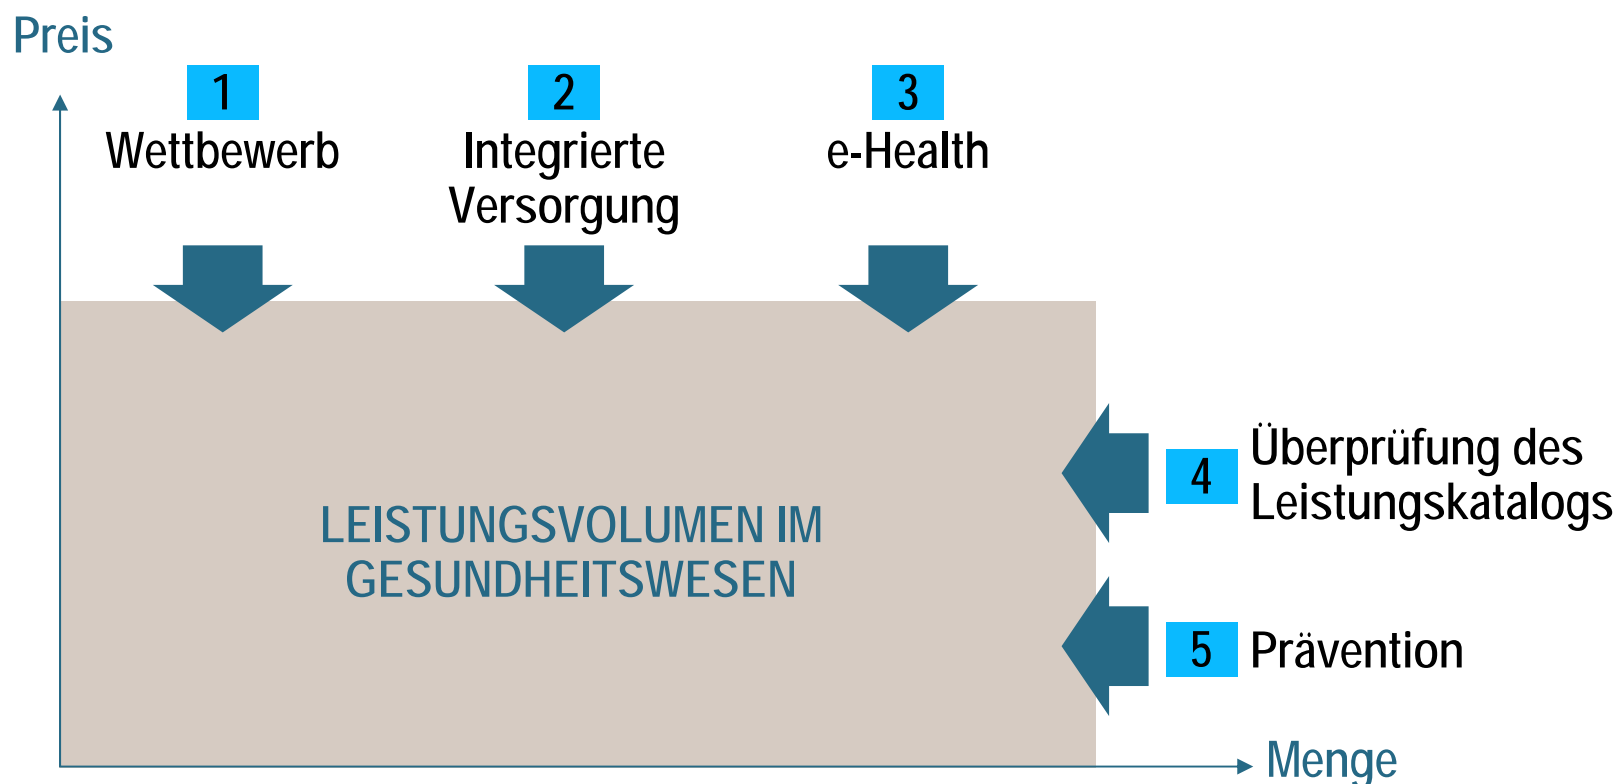 Preis
1
Wettbewerb
2
Integrierte
Versorgung
3
e-Health
4
Überprüfung des
Leistungskatalogs
LEISTUNGSVOLUMEN IM
GESUNDHEITSWESEN
5
Prävention
Menge